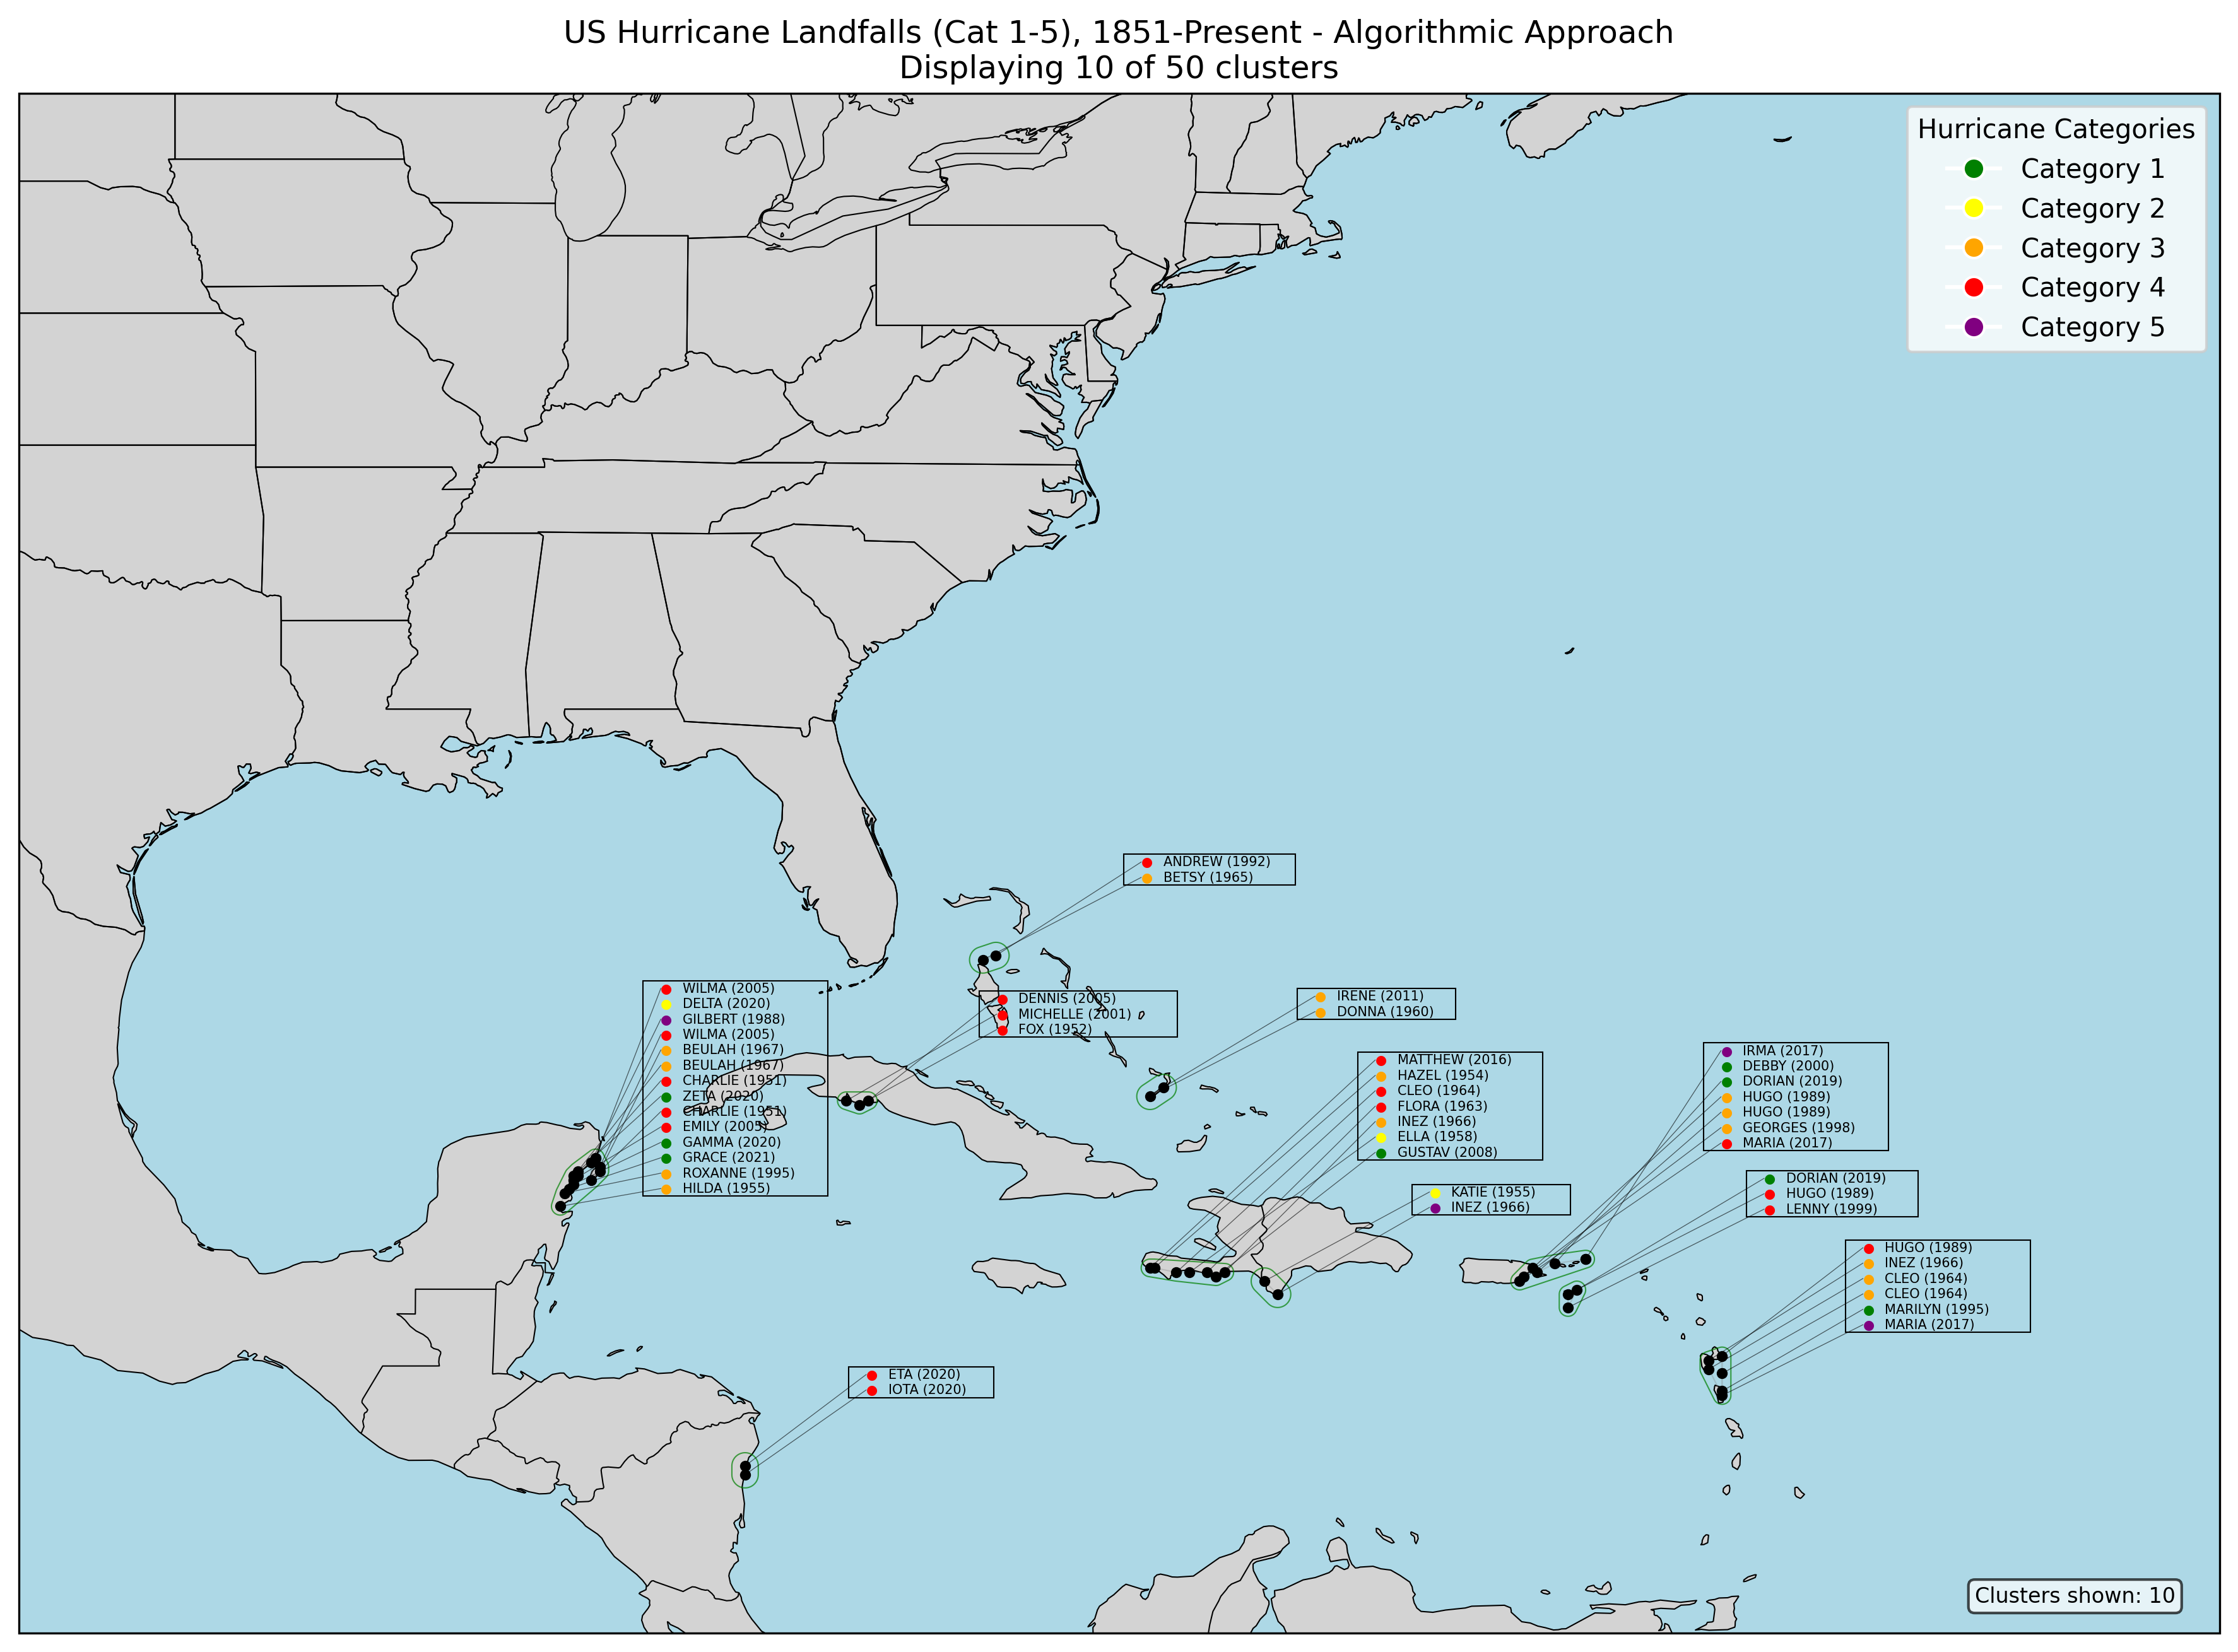 US Hurricane Landfalls (Cat 1-5), 1851-Present - Algorithmic Approach
Displaying 10 of 50 clusters
Hurricane Categories
Category 1
Category 2
Category 3
Category 4
Category 5
ANDREW (1992)
BETSY (1965)
WILMA (2005)
DELTA (2020)
GILBERT (1988)
WILMA (2005)
BEULAH (1967)
BEULAH (1967)
CHARLIE (1951)
ZETA (2020)
CHARLIE (1951)
EMILY (2005)
GAMMA (2020)
GRACE (2021)
ROXANNE (1995)
HILDA (1955)
DENNIS (2005)
MICHELLE (2001)
FOX (1952)
IRENE (2011)
DONNA (1960)
MATTHEW (2016)
HAZEL (1954)
CLEO (1964)
FLORA (1963)
INEZ (1966)
ELLA (1958)
GUSTAV (2008)
IRMA (2017)
DEBBY (2000)
DORIAN (2019)
HUGO (1989)
HUGO (1989)
GEORGES (1998)
MARIA (2017)
KATIE (1955)
INEZ (1966)
DORIAN (2019)
HUGO (1989)
LENNY (1999)
HUGO (1989)
INEZ (1966)
CLEO (1964)
CLEO (1964)
MARILYN (1995)
MARIA (2017)
ETA (2020)
IOTA (2020)
Clusters shown: 10